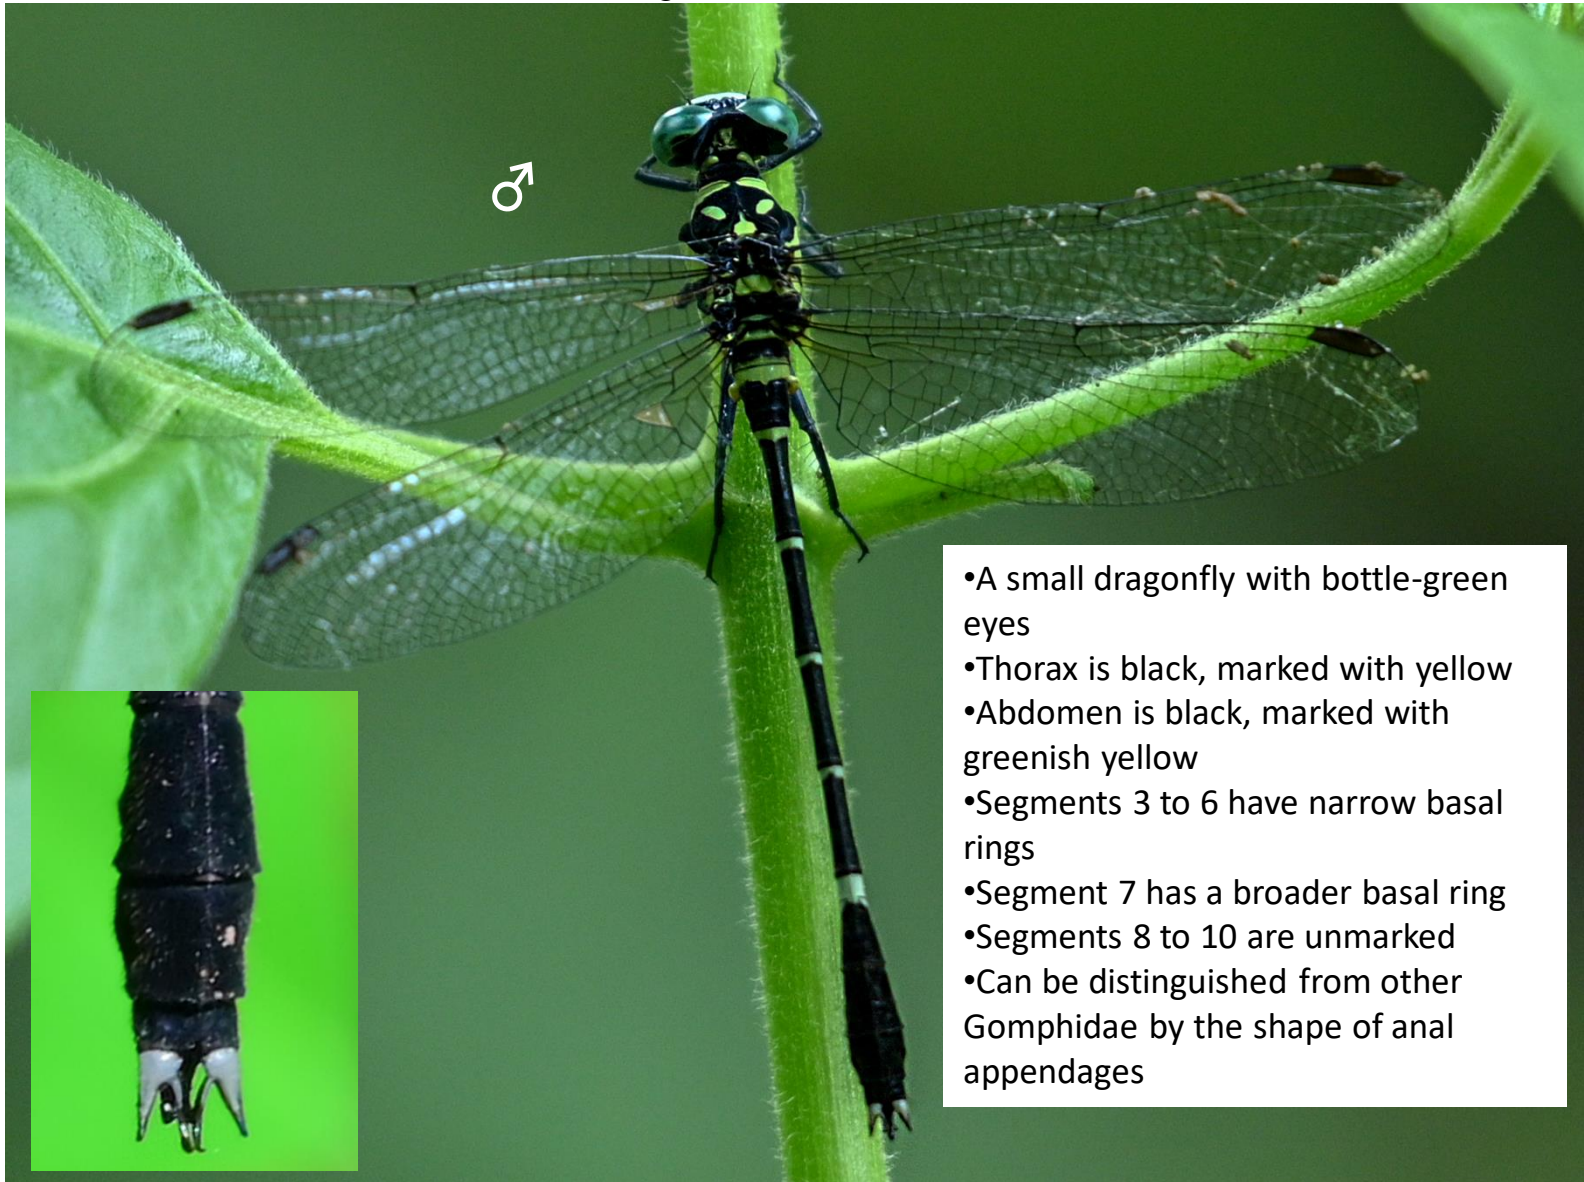 ♂
•A small dragonfly with bottle-green
eyes
•Thorax is black, marked with yellow
•Abdomen is black, marked with
greenish yellow
•Segments 3 to 6 have narrow basal
rings
•Segment 7 has a broader basal ring
•Segments 8 to 10 are unmarked
•Can be distinguished from other
Gomphidae by the shape of anal
appendages